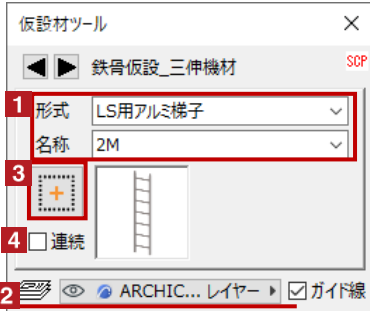 仮設材ツール
鉄骨仮設_三伸機材
SCP
1 形式 LS用アルミ梯子
名称 2M
3
4 連続
2 ARCHIC... レイヤー ガイド線